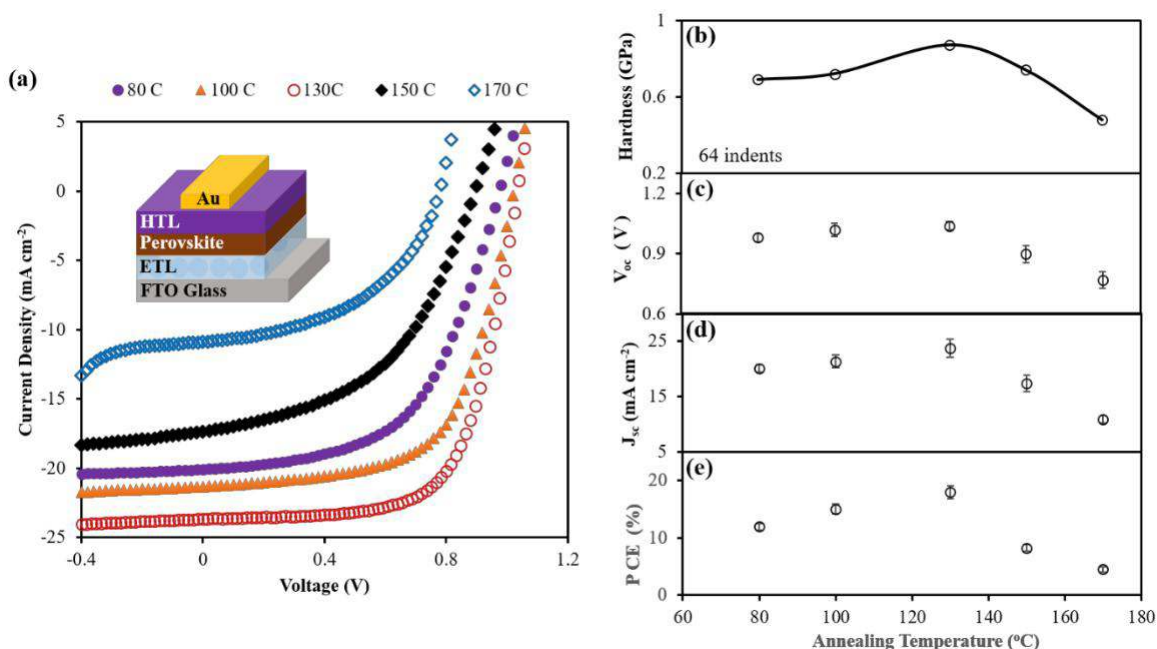 (a)
80 C 100 C 130C 150 C 170 C
5
0
-5
-10
-15
-20
-25
-0.4 0 0.4 0.8 1.2
Current Density (mA cm⁻²)
Voltage (V)
Au
HTL
Perovskite
ETL
FTO Glass
(b)
1
0.6
0.2
Hardness (GPa)
64 indents
(c)
1.2
0.9
0.6
Voc (V)
(d)
25
15
5
Jsc (mA cm⁻²)
(e)
20
10
0
PCE (%)
60 80 100 120 140 160 180
Annealing Temperature (°C)